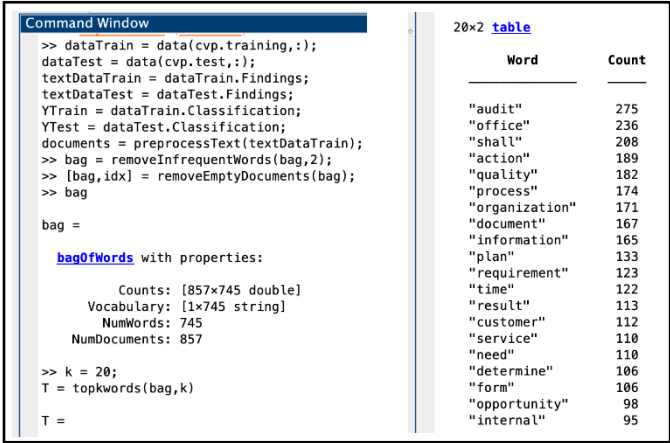 Command Window
>> dataTrain = data(cvp.training,:);
dataTest = data(cvp.test,:);
textDataTrain = dataTrain.Findings;
textDataTest = dataTest.Findings;
YTrain = dataTrain.Classification;
YTest = dataTest.Classification;
documents = preprocessText(textDataTrain);
>> bag = removeInfrequentWords(bag,2);
>> [bag,idx] = removeEmptyDocuments(bag);
>> bag
bag =
bagOfWords with properties:
Counts: [857×745 double]
Vocabulary: [1×745 string]
NumWords: 745
NumDocuments: 857
>> k = 20;
T = topkwords(bag,k)
T =
20×2 table
Word Count
"audit" 275
"office" 236
"shall" 208
"action" 189
"quality" 182
"process" 174
"organization" 171
"document" 167
"information" 165
"plan" 133
"requirement" 123
"time" 122
"result" 113
"customer" 112
"service" 110
"need" 110
"determine" 106
"form" 106
"opportunity" 98
"internal" 95